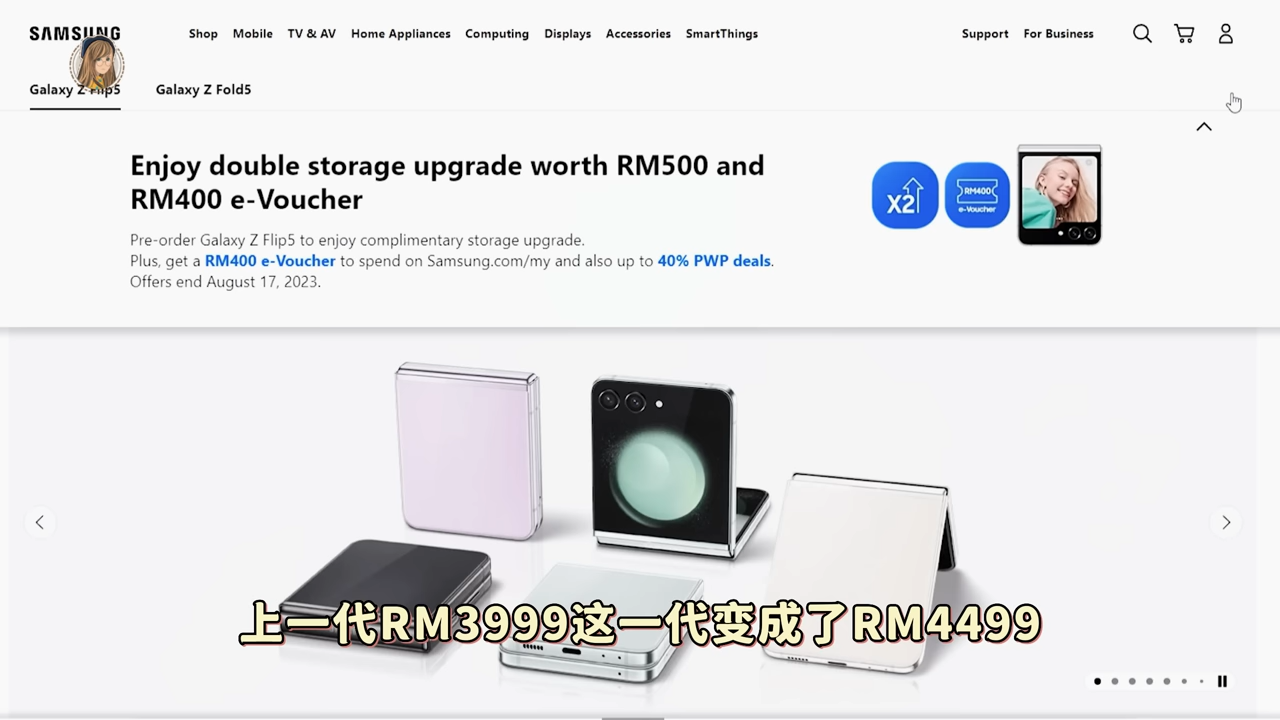 SAMSUNG
Shop Mobile TV & AV Home Appliances Computing Displays Accessories SmartThings
Support For Business
Galaxy Z Flip5 Galaxy Z Fold5
Enjoy double storage upgrade worth RM500 and
RM400 e-Voucher
Pre-order Galaxy Z Flip5 to enjoy complimentary storage upgrade.
Plus, get a RM400 e-Voucher to spend on Samsung.com/my and also up to 40% PWP deals.
Offers end August 17, 2023.
X2
RM400
e-Voucher
上一代RM3999这一代变成了RM4499